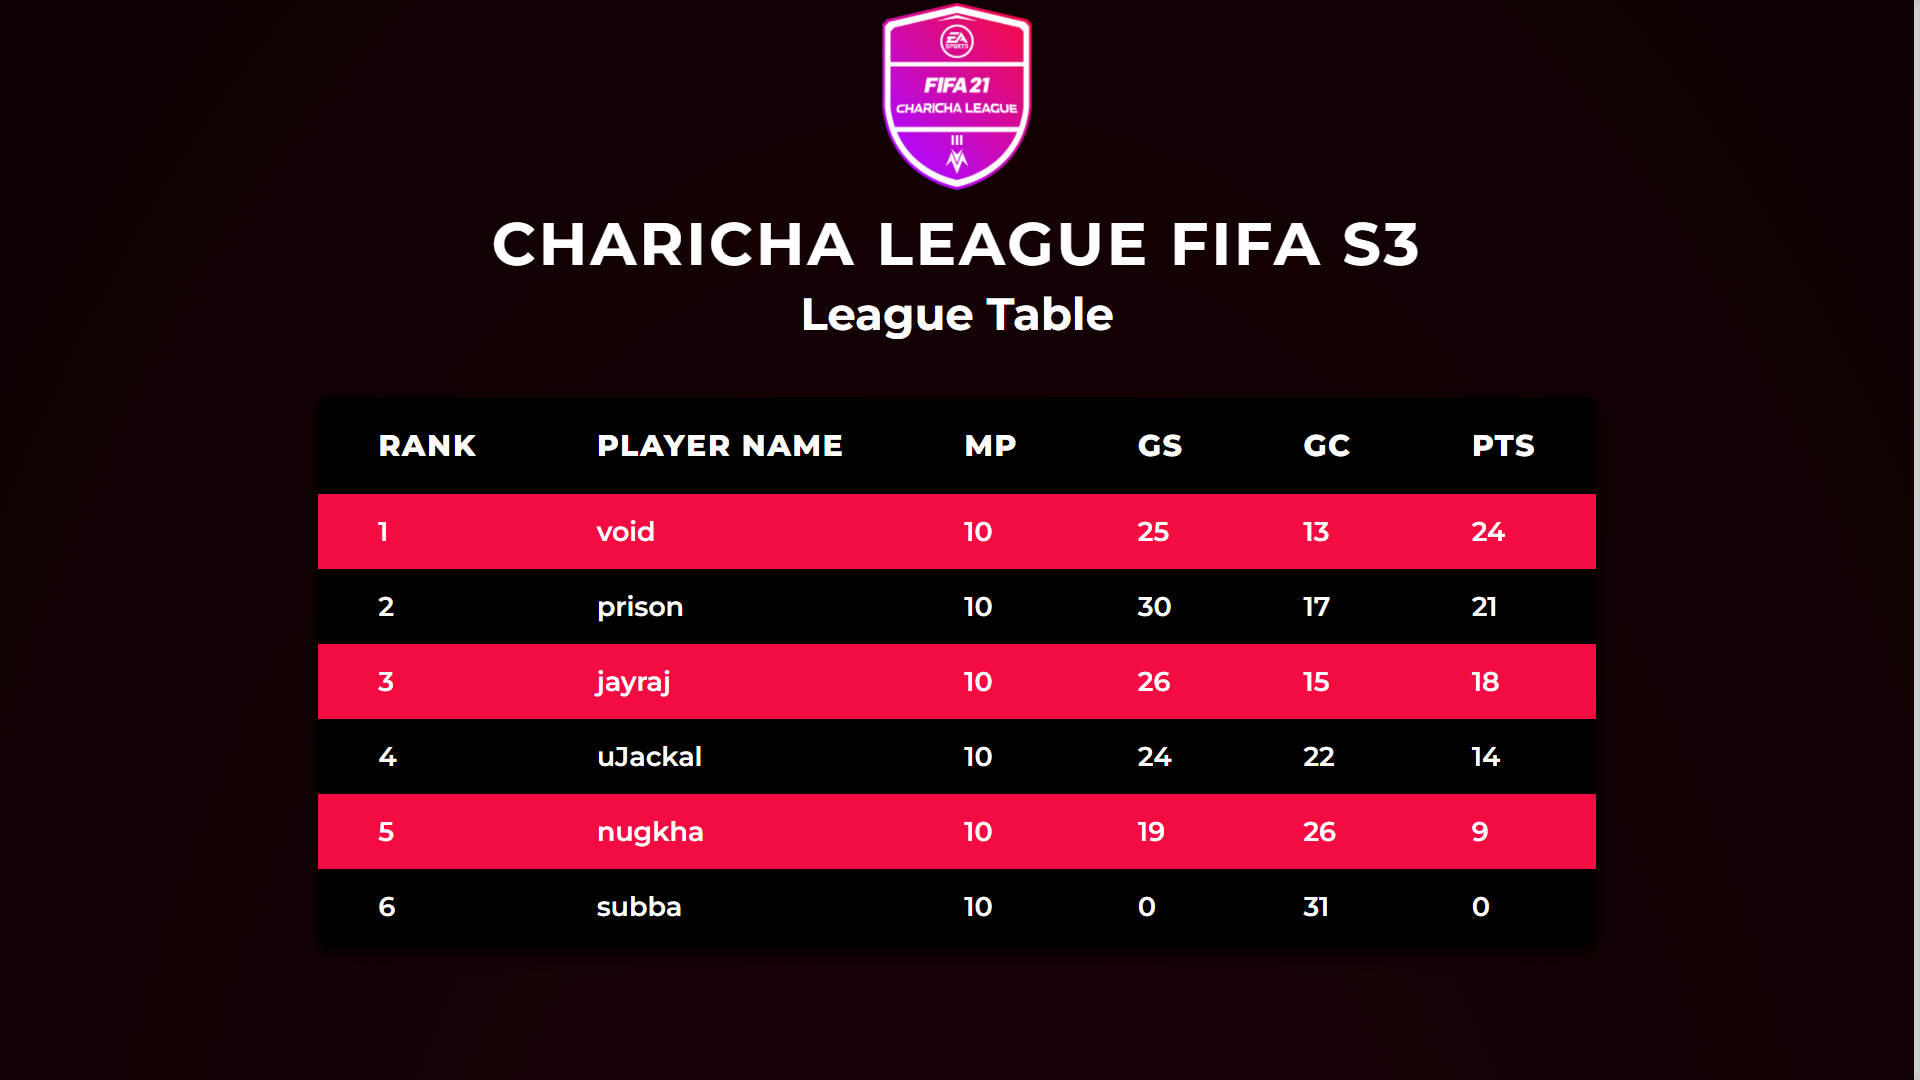 EA
SPORTS
FIFA 21
CHARICHA LEAGUE
III
CHARICHA LEAGUE FIFA S3
League Table
RANK PLAYER NAME MP GS GC PTS
1 void 10 25 13 24
2 prison 10 30 17 21
3 jayraj 10 26 15 18
4 uJackal 10 24 22 14
5 nugkha 10 19 26 9
6 subba 10 0 31 0